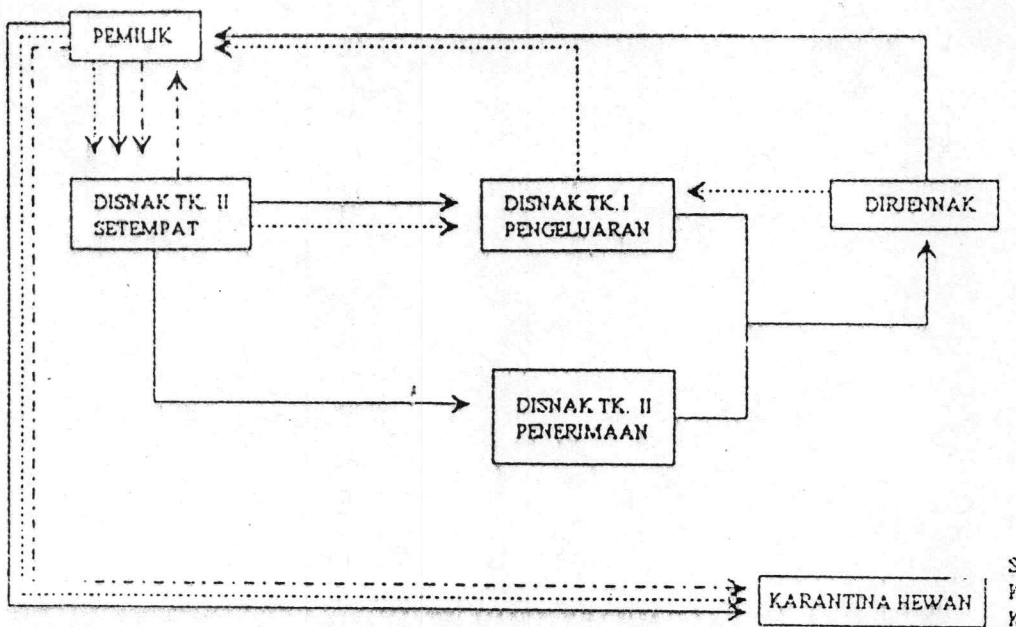 PEMILIK
DISNAK TK. II
SETEMPAT
DISNAK TK. I
PENGELUARAN
DIRJENNAK
DISNAK TK. II
PENERIMAAN
KARANTINA HEWAN
S
K